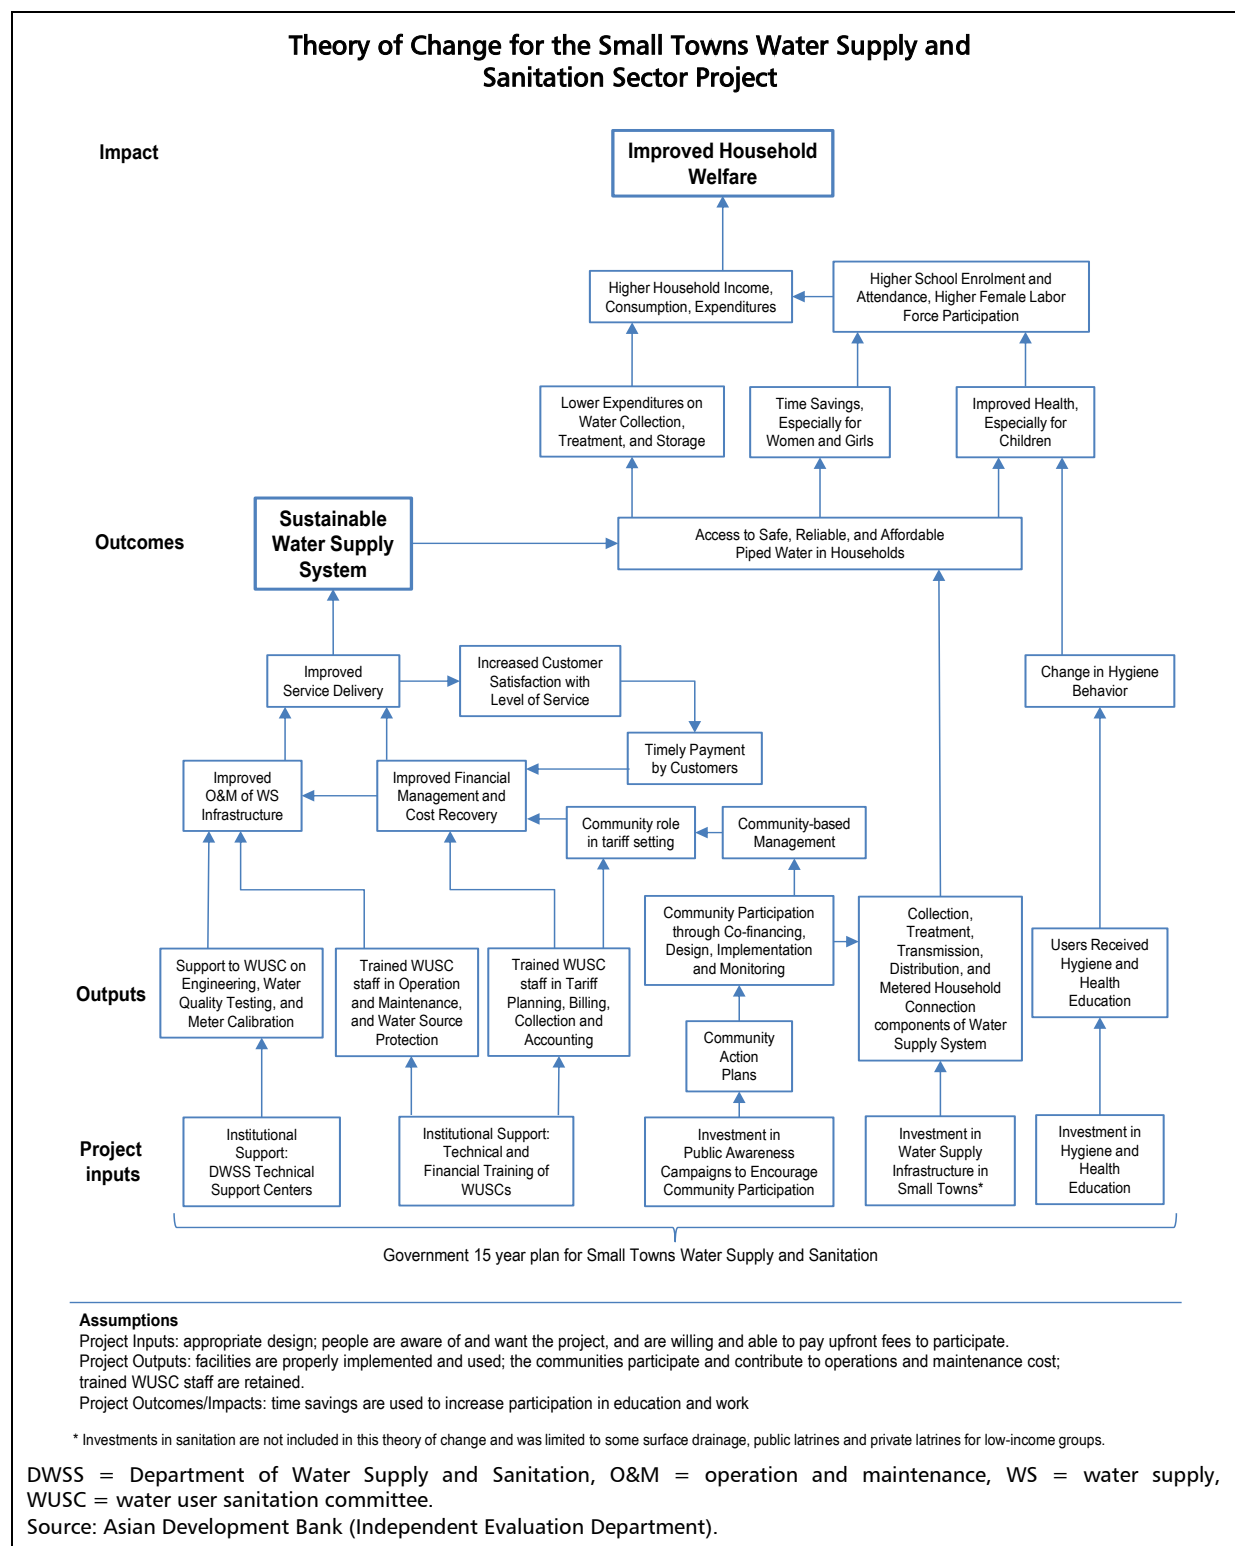 Theory of Change for the Small Towns Water Supply and
Sanitation Sector Project
Impact
Improved Household
Welfare
Higher Household Income,
Consumption, Expenditures
Higher School Enrolment and
Attendance, Higher Female Labor
Force Participation
Lower Expenditures on
Water Collection,
Treatment, and Storage
Time Savings,
Especially for
Women and Girls
Improved Health,
Especially for
Children
Outcomes
Sustainable
Water Supply
System
Access to Safe, Reliable, and Affordable
Piped Water in Households
Improved
Service Delivery
Increased Customer
Satisfaction with
Level of Service
Change in Hygiene
Behavior
Timely Payment
by Customers
Improved
O&M of WS
Infrastructure
Improved Financial
Management and
Cost Recovery
Community role
in tariff setting
Community-based
Management
Outputs
Support to WUSC on
Engineering, Water
Quality Testing, and
Meter Calibration
Trained WUSC
staff in Operation
and Maintenance,
and Water Source
Protection
Trained WUSC
staff in Tariff
Planning, Billing,
Collection and
Accounting
Community Participation
through Co-financing,
Design, Implementation
and Monitoring
Community
Action
Plans
Collection,
Treatment,
Transmission,
Distribution, and
Metered Household
Connection
components of Water
Supply System
Users Received
Hygiene and
Health
Education
Project
inputs
Institutional
Support:
DWSS Technical
Support Centers
Institutional Support:
Technical and
Financial Training of
WUSCs
Investment in
Public Awareness
Campaigns to Encourage
Community Participation
Investment in
Water Supply
Infrastructure in
Small Towns*
Investment in
Hygiene and
Health
Education
Government 15 year plan for Small Towns Water Supply and Sanitation
Assumptions
Project Inputs: appropriate design; people are aware of and want the project, and are willing and able to pay upfront fees to participate.
Project Outputs: facilities are properly implemented and used; the communities participate and contribute to operations and maintenance cost;
trained WUSC staff are retained.
Project Outcomes/Impacts: time savings are used to increase participation in education and work
* Investments in sanitation are not included in this theory of change and was limited to some surface drainage, public latrines and private latrines for low-income groups.
DWSS = Department of Water Supply and Sanitation, O&M = operation and maintenance, WS = water supply,
WUSC = water user sanitation committee.
Source: Asian Development Bank (Independent Evaluation Department).